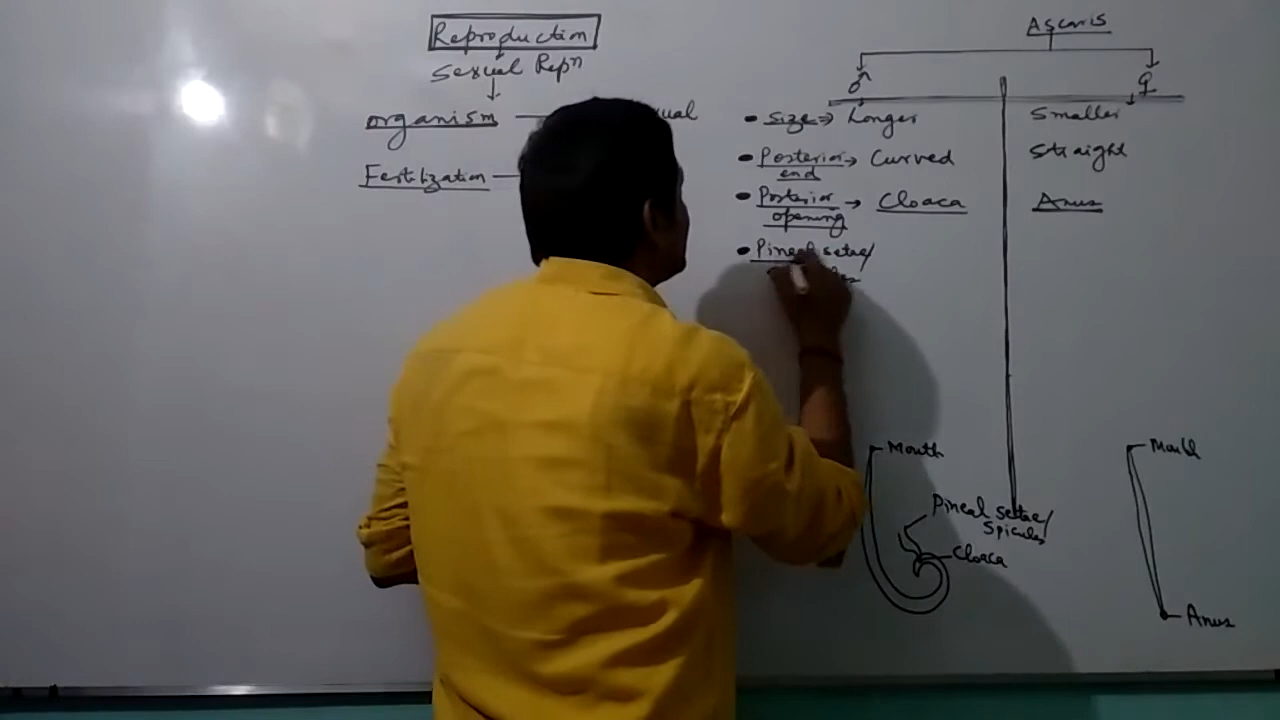 Reproduction
Sexual Repn
organism
Fertilization
Ascaris
♂ ♀
• Size → Longer Smaller
• Posterior end → Curved Straight
• Posterior opening → Cloaca Anus
• Pineal setae/
Mouth
Pineal setae/
Spicules
Cloaca
Mouth
Anus